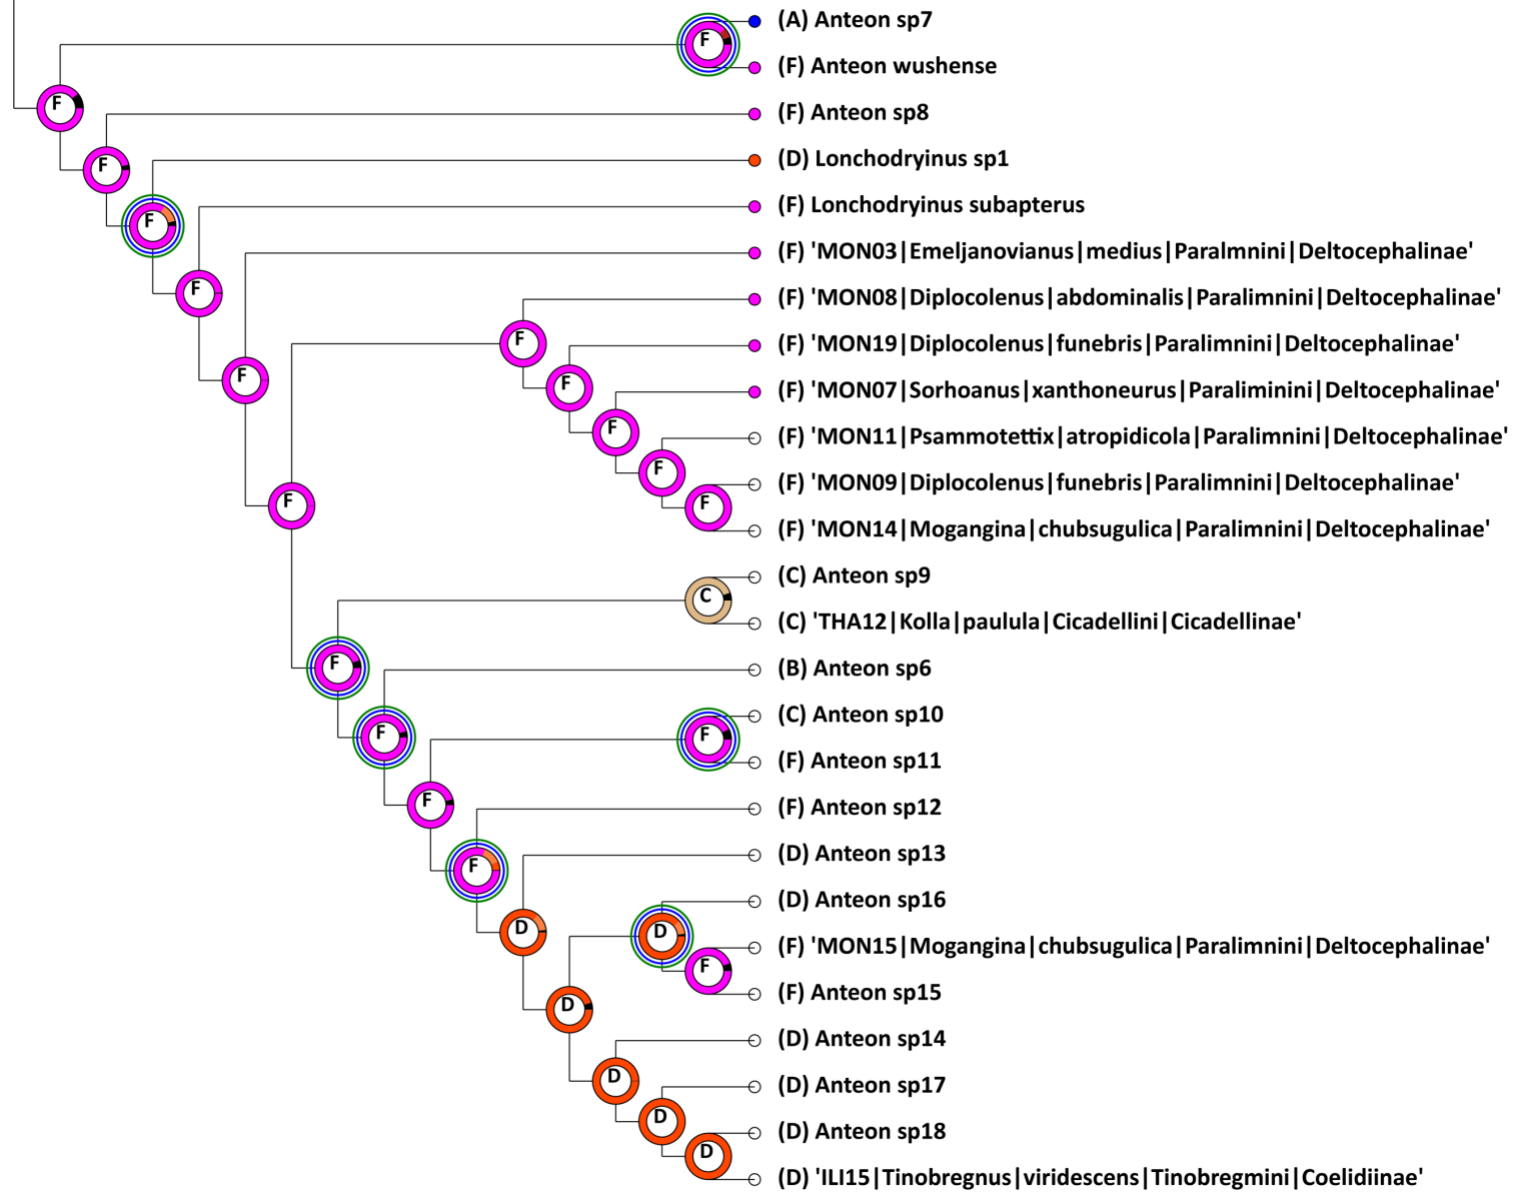 (A) Anteon sp7
F
(F) Anteon wushense
F
(F) Anteon sp8
F
(D) Lonchodryinus sp1
F
(F) Lonchodryinus subapterus
(F) 'MON03|Emeljanovianus|medius|Paralmnini|Deltocephalinae'
F
(F) 'MON08|Diplocolenus|abdominalis|Paralimnini|Deltocephalinae'
F
(F) 'MON19|Diplocolenus|funebris|Paralimnini|Deltocephalinae'
F
F
(F) 'MON07|Sorhoanus|xanthoneurus|Paraliminini|Deltocephalinae'
F
(F) 'MON11|Psammotettix|atropidicola|Paralimnini|Deltocephalinae'
F
(F) 'MON09|Diplocolenus|funebris|Paralimnini|Deltocephalinae'
F
F
(F) 'MON14|Mogangina|chubsugulica|Paralimnini|Deltocephalinae'
(C) Anteon sp9
C
(C) 'THA12|Kolla|paulula|Cicadellini|Cicadellinae'
F
(B) Anteon sp6
(C) Anteon sp10
F
F
(F) Anteon sp11
F
(F) Anteon sp12
(D) Anteon sp13
F
(D) Anteon sp16
D
D
(F) 'MON15|Mogangina|chubsugulica|Paralimnini|Deltocephalinae'
F
(F) Anteon sp15
D
(D) Anteon sp14
D
(D) Anteon sp17
D
(D) Anteon sp18
D
(D) 'ILI15|Tinobregnus|viridescens|Tinobregmini|Coelidiinae'